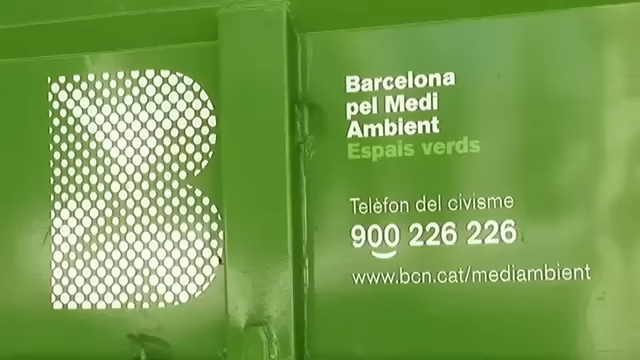 B
Barcelona
pel Medi
Ambient
Espais verds
Telèfon del civisme
900 226 226
www.bcn.cat/mediambient